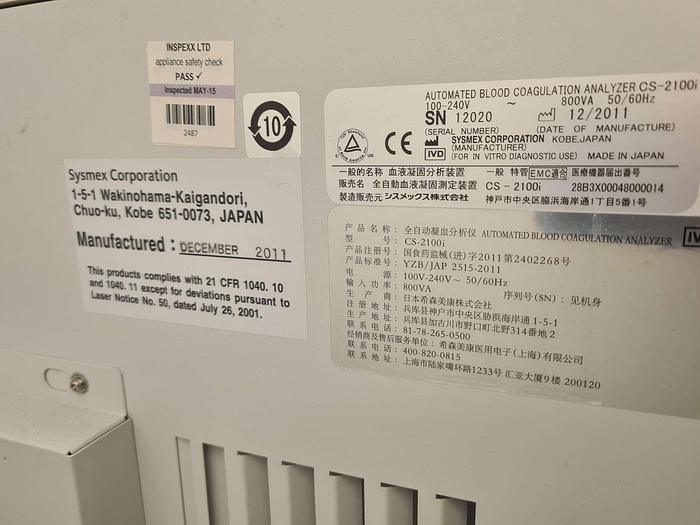 INSPEXX LTD
appliance safety check
PASS ✓
Inspected MAY-15
2487
10
AUTOMATED BLOOD COAGULATION ANALYZER CS-2100i
100-240V ~ 800VA 50/60Hz
SN 12020 12/2011
(SERIAL NUMBER) (DATE OF MANUFACTURE)
SYSMEX CORPORATION KOBE,JAPAN
(MANUFACTURER)
IVD (FOR IN VITRO DIAGNOSTIC USE) MADE IN JAPAN
CE
一般的名称 血液凝固分析装置 一般 特管 EMC適合 医療機器届出番号
販売名 全自動血液凝固測定装置 CS-2100i 28B3X00048000014
製造販売元 シスメックス株式会社 神戸市中央区脇浜海岸通1丁目5番1号
Sysmex Corporation
1-5-1 Wakinohama-Kaigandori,
Chuo-ku, Kobe 651-0073, JAPAN
Manufactured : DECEMBER 2011
This products complies with 21 CFR 1040. 10
and 1040. 11 except for deviations pursuant to
Laser Notice No. 50, dated July 26, 2001.
产品名称: 全自动凝血分析仪 AUTOMATED BLOOD COAGULATION ANALYZER
型号: CS-2100i
产品注册号: 国食药监械(进)字2011第2402268号
产品标准号: YZB/JAP 2515-2011
电源: 100V-240V~ 50/60Hz
输入功率: 800VA 序列号(SN): 见机身
生产商: 日本希森美康株式会社
注册地址: 兵库县神户市中央区胁浜海岸通 1-5-1
生产地址: 兵库县加古川市野口町北野314番地 2
联系电话: 81-78-265-0500
经销商及售后服务单位: 希森美康医用电子(上海)有限公司
联系电话: 400-820-0815
联系地址: 上海市陆家嘴环路1233号 汇亚大厦9楼 200120